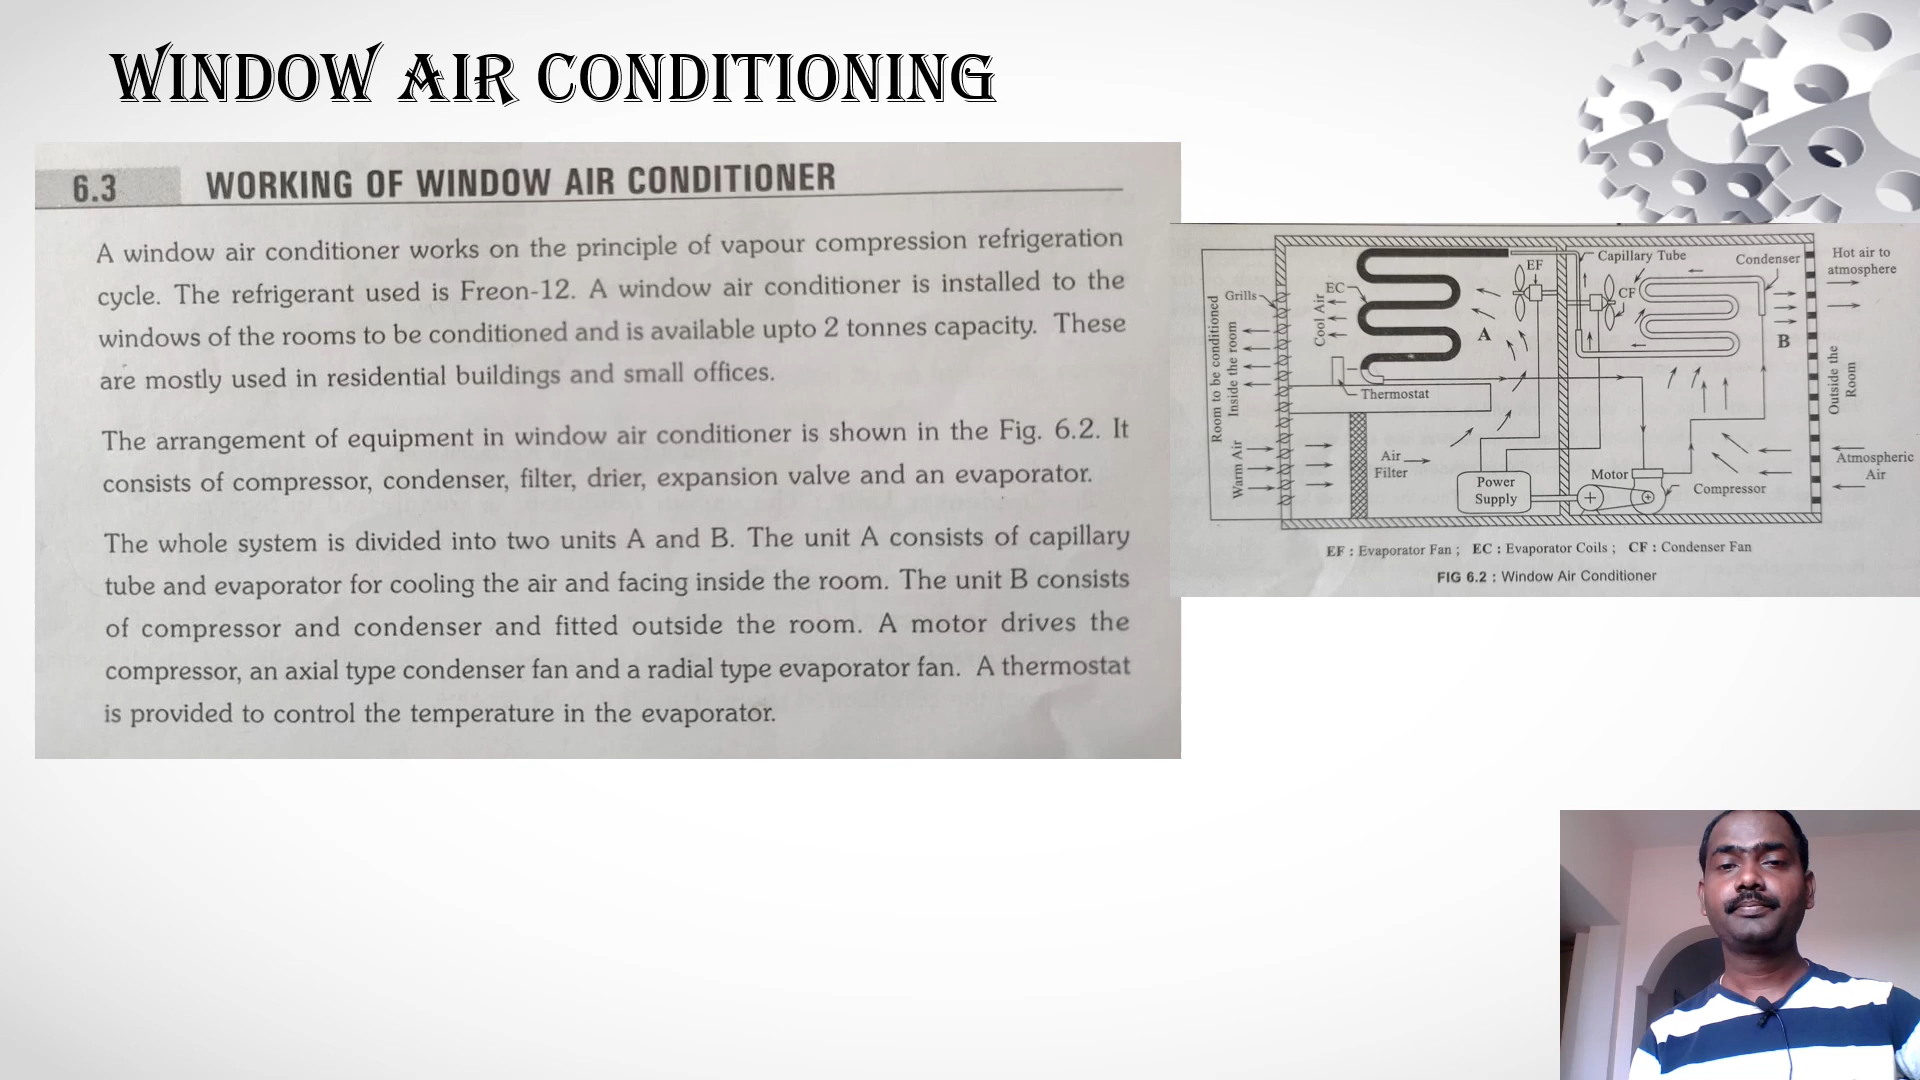 WINDOW AIR CONDITIONING
6.3 WORKING OF WINDOW AIR CONDITIONER
A window air conditioner works on the principle of vapour compression refrigeration
cycle. The refrigerant used is Freon-12. A window air conditioner is installed to the
windows of the rooms to be conditioned and is available upto 2 tonnes capacity. These
are mostly used in residential buildings and small offices.
The arrangement of equipment in window air conditioner is shown in the Fig. 6.2. It
consists of compressor, condenser, filter, drier, expansion valve and an evaporator.
The whole system is divided into two units A and B. The unit A consists of capillary
tube and evaporator for cooling the air and facing inside the room. The unit B consists
of compressor and condenser and fitted outside the room. A motor drives the
compressor, an axial type condenser fan and a radial type evaporator fan. A thermostat
is provided to control the temperature in the evaporator.
Room to be conditioned
Inside the room
Grills
Warm Air
Cool Air
EC
EF
A
Thermostat
Air
Filter
Power
Supply
Capillary Tube
CF
Condenser
B
Motor
Compressor
Hot air to
atmosphere
Outside the
Room
Atmospheric
Air
EF : Evaporator Fan ; EC : Evaporator Coils ; CF : Condenser Fan
FIG 6.2 : Window Air Conditioner